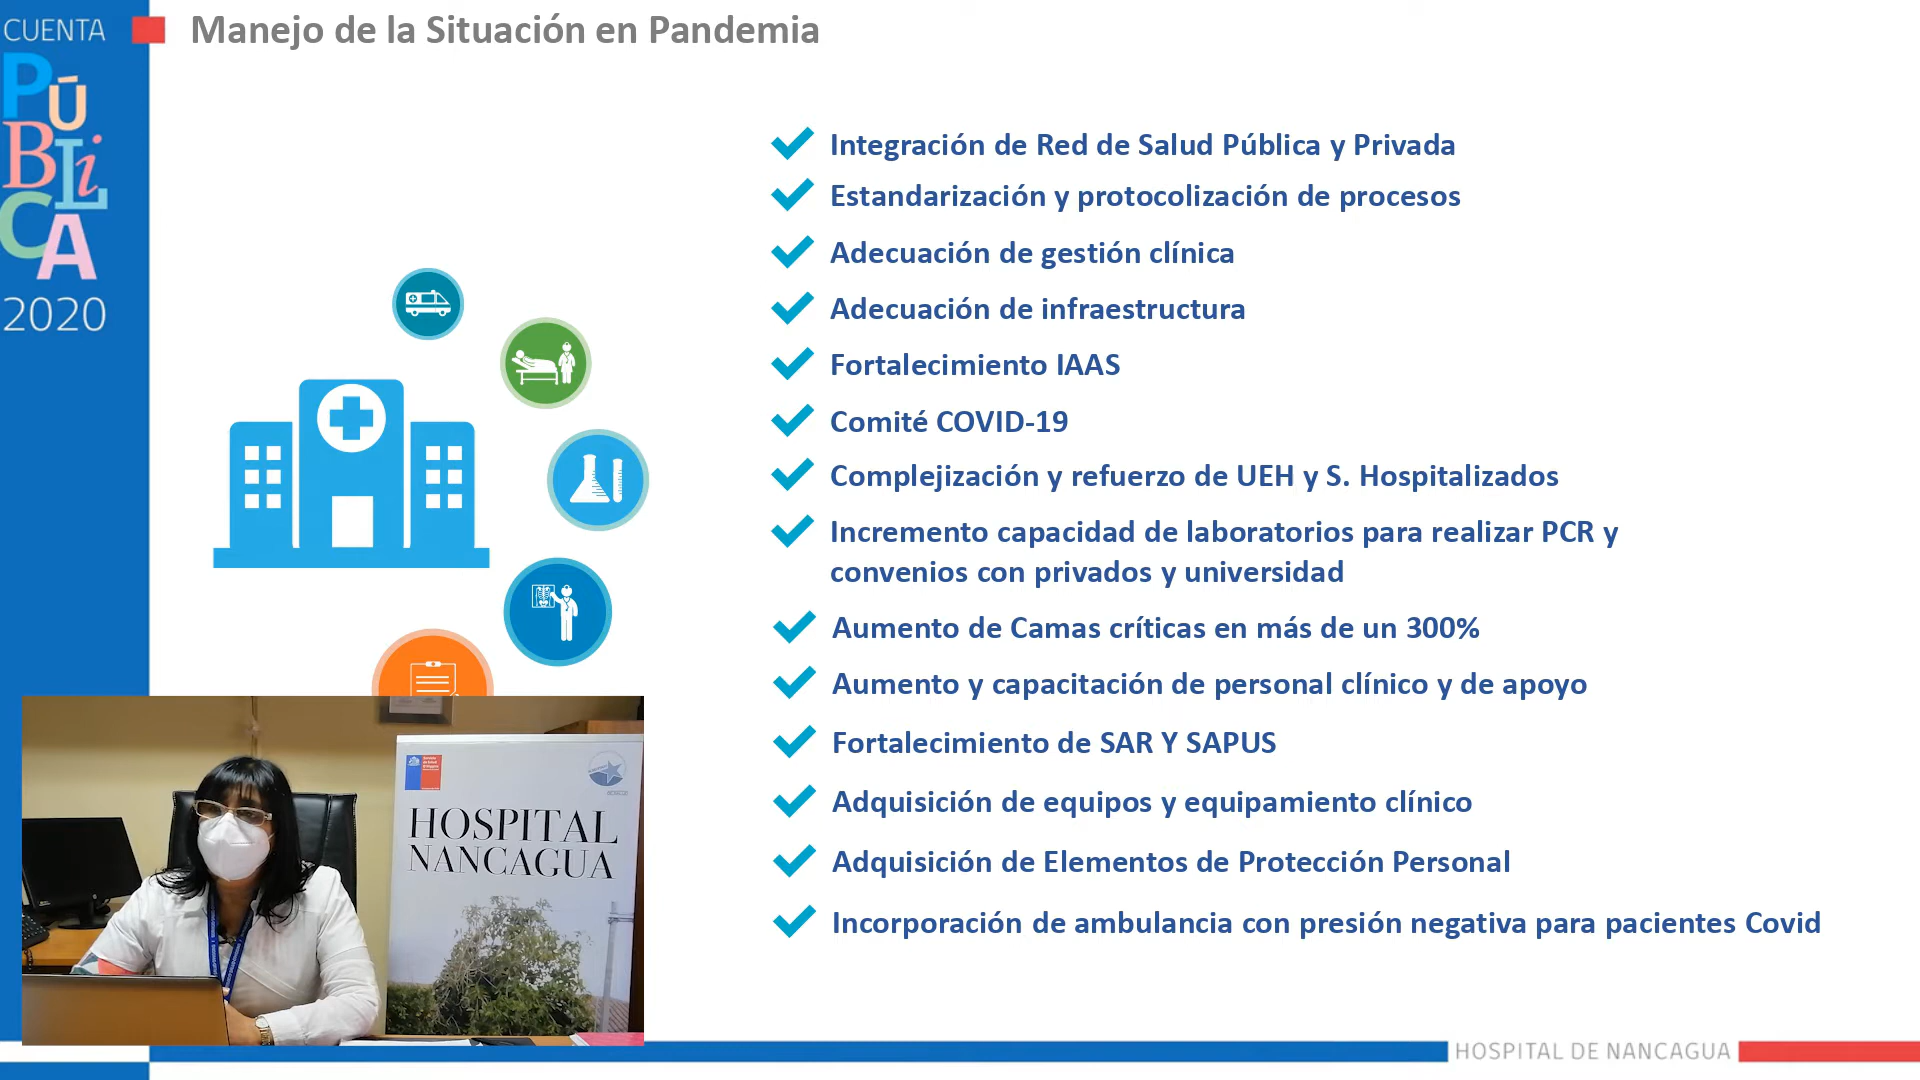 CUENTA
PÚBLiCA
2020
Manejo de la Situación en Pandemia
Integración de Red de Salud Pública y Privada
Estandarización y protocolización de procesos
Adecuación de gestión clínica
Adecuación de infraestructura
Fortalecimiento IAAS
Comité COVID-19
Complejización y refuerzo de UEH y S. Hospitalizados
Incremento capacidad de laboratorios para realizar PCR y
convenios con privados y universidad
Aumento de Camas críticas en más de un 300%
Aumento y capacitación de personal clínico y de apoyo
Fortalecimiento de SAR Y SAPUS
Adquisición de equipos y equipamiento clínico
Adquisición de Elementos de Protección Personal
Incorporación de ambulancia con presión negativa para pacientes Covid
HOSPITAL
NANCAGUA
HOSPITAL DE NANCAGUA